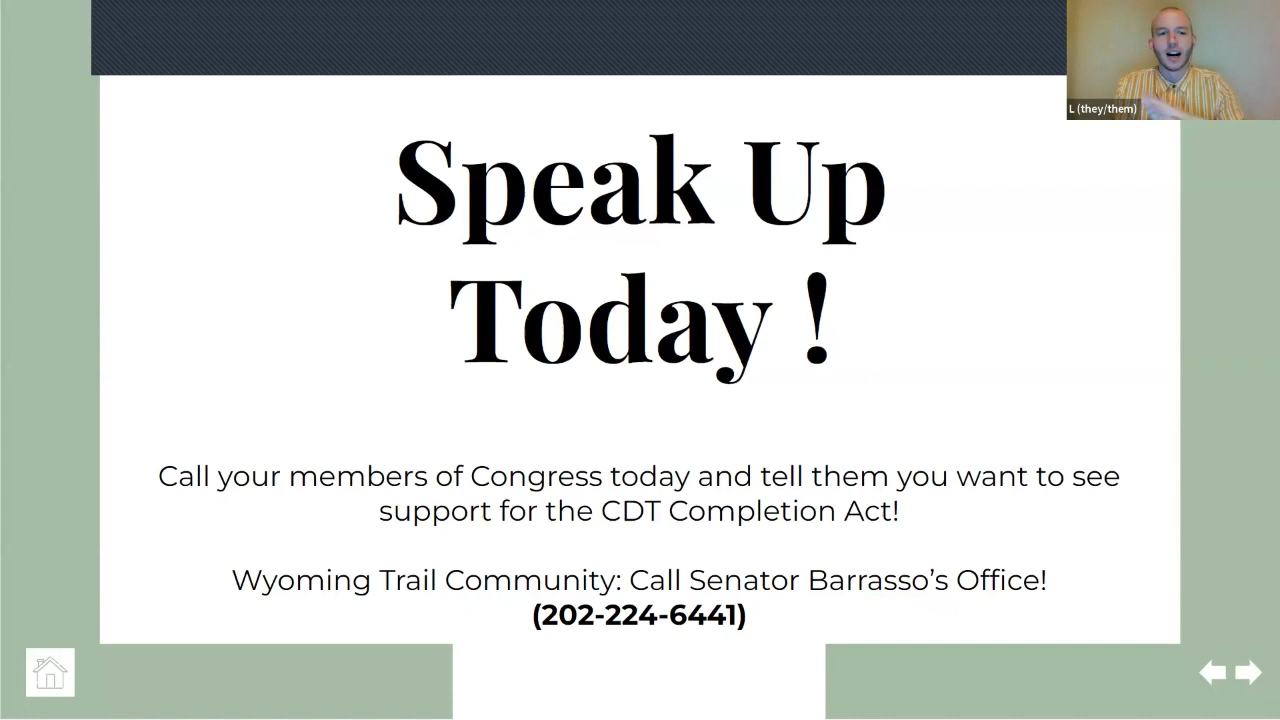 L (they/them)
Speak Up
Today !
Call your members of Congress today and tell them you want to see
support for the CDT Completion Act!
Wyoming Trail Community: Call Senator Barrasso’s Office!
(202-224-6441)